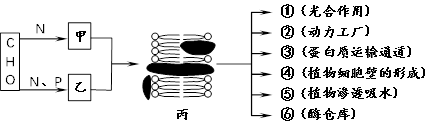 C
H
O
N
甲
N、P
乙
丙
①(光合作用)
②(动力工厂)
③(蛋白质运输通道)
④(植物细胞壁的形成)
⑤(植物渗透吸水)
⑥(酶仓库)